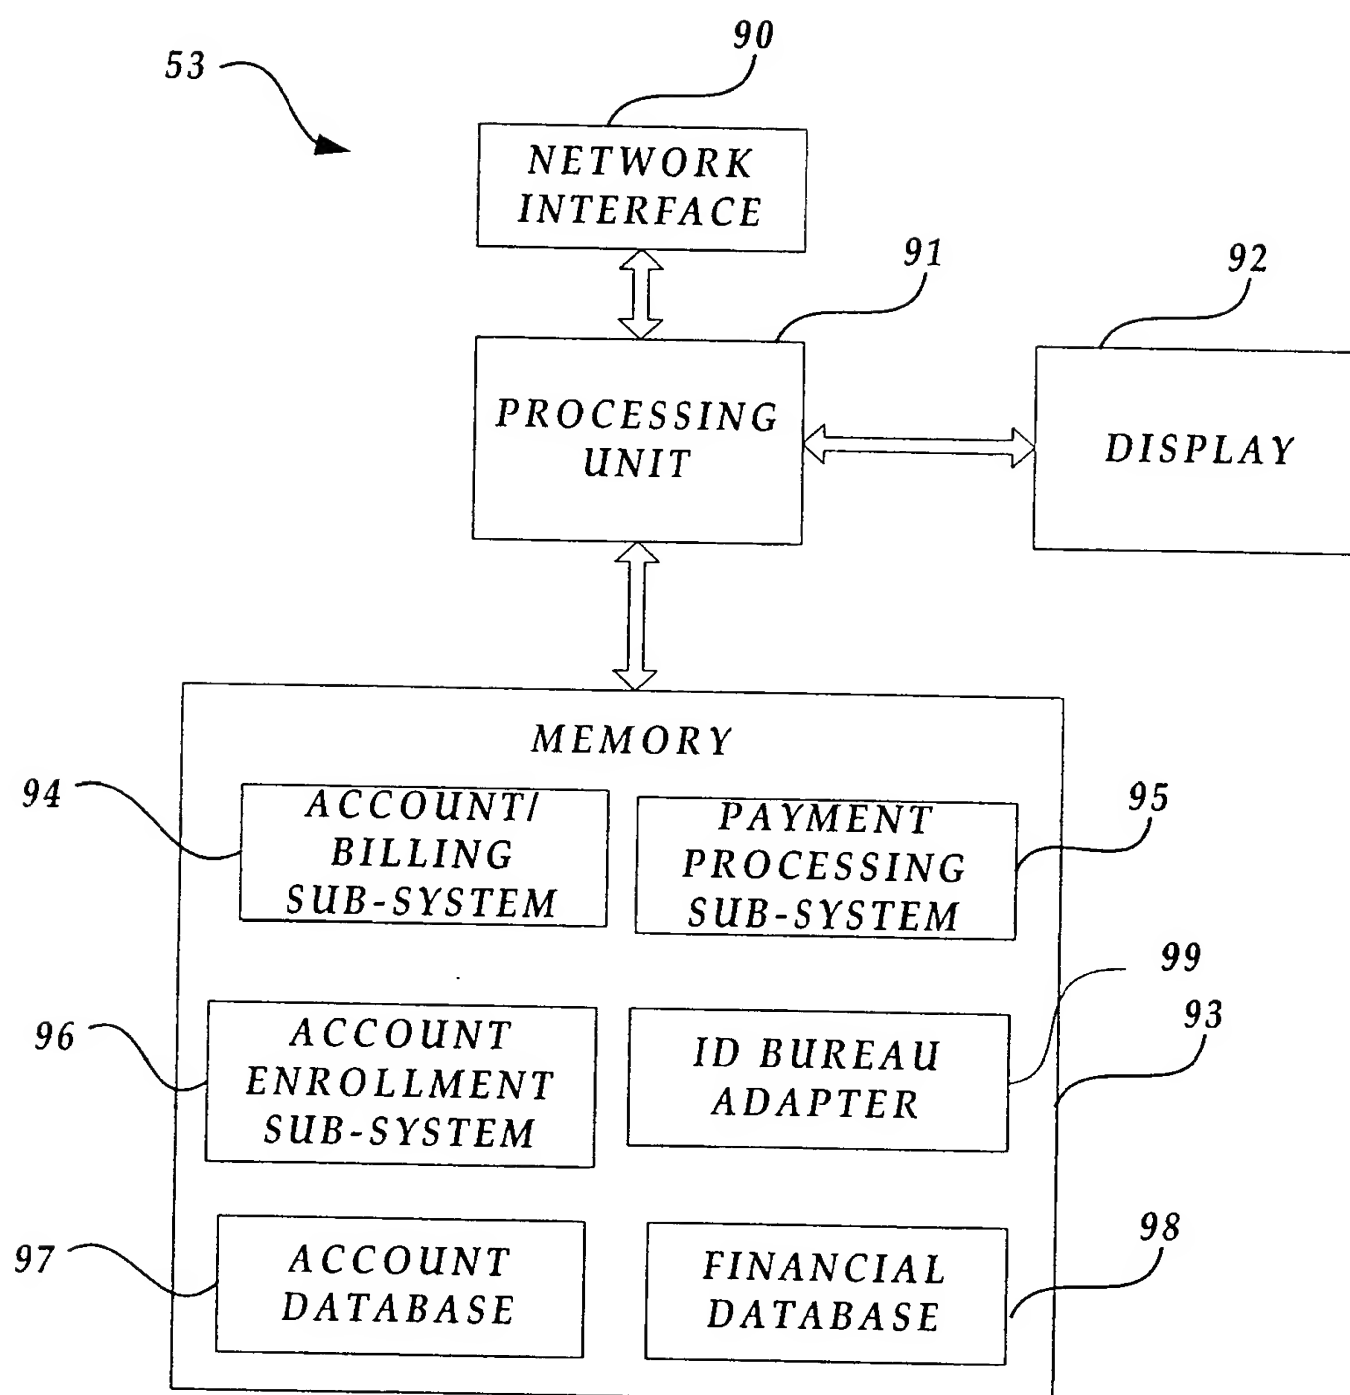 53
90
NETWORK
INTERFACE
91
92
PROCESSING
UNIT
DISPLAY
MEMORY
94
ACCOUNT/
BILLING
SUB-SYSTEM
PAYMENT
PROCESSING
SUB-SYSTEM
95
96
ACCOUNT
ENROLLMENT
SUB-SYSTEM
ID BUREAU
ADAPTER
99
93
97
ACCOUNT
DATABASE
FINANCIAL
DATABASE
98